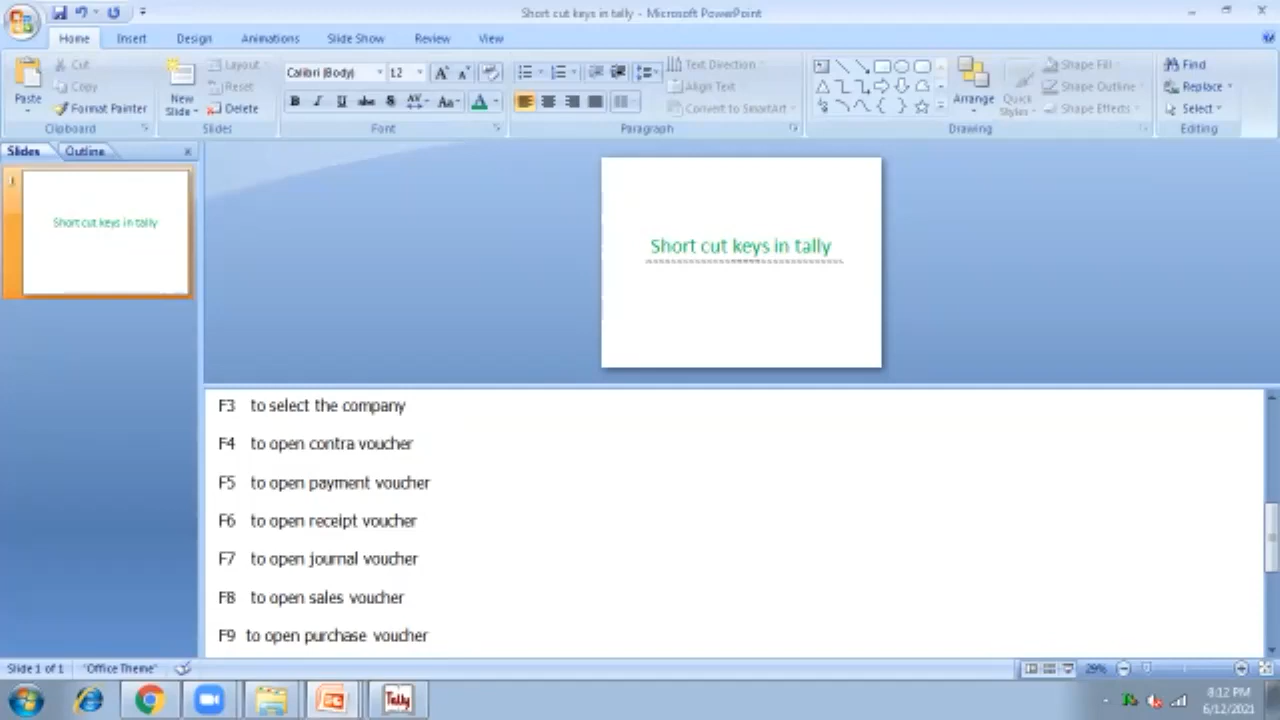 Short cut keys in tally - Microsoft PowerPoint
Home Insert Design Animations Slide Show Review View
Paste
Cut
Copy
Format Painter
Clipboard
New Slide
Layout
Reset
Delete
Slides
Calibri (Body) 12
B I U abc S AV Aa A
Font
Text Direction
Align Text
Convert to SmartArt
Paragraph
Arrange
Quick Styles
Shape Fill
Shape Outline
Shape Effects
Drawing
Find
Replace
Select
Editing
Slides Outline
1
Short cut keys in tally
Short cut keys in tally
F3 to select the company
F4 to open contra voucher
F5 to open payment voucher
F6 to open receipt voucher
F7 to open journal voucher
F8 to open sales voucher
F9 to open purchase voucher
Slide 1 of 1 "Office Theme" 29%
Tally
8:12 PM
6/12/2021